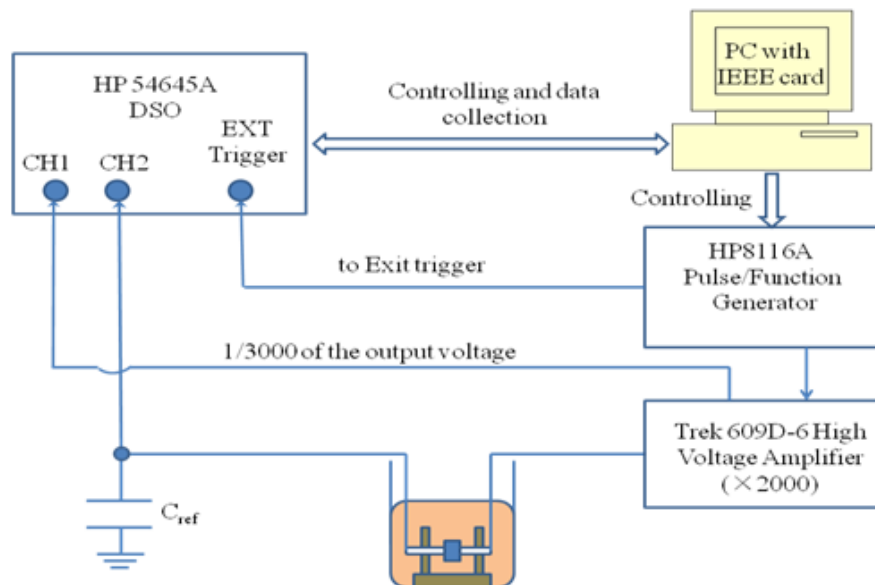 HP 54645A
DSO
EXT
Trigger
CH1
CH2
Controlling and data
collection
PC with
IEEE card
Controlling
HP8116A
Pulse/Function
Generator
to Exit trigger
1/3000 of the output voltage
Trek 609D-6 High
Voltage Amplifier
(×2000)
Cref